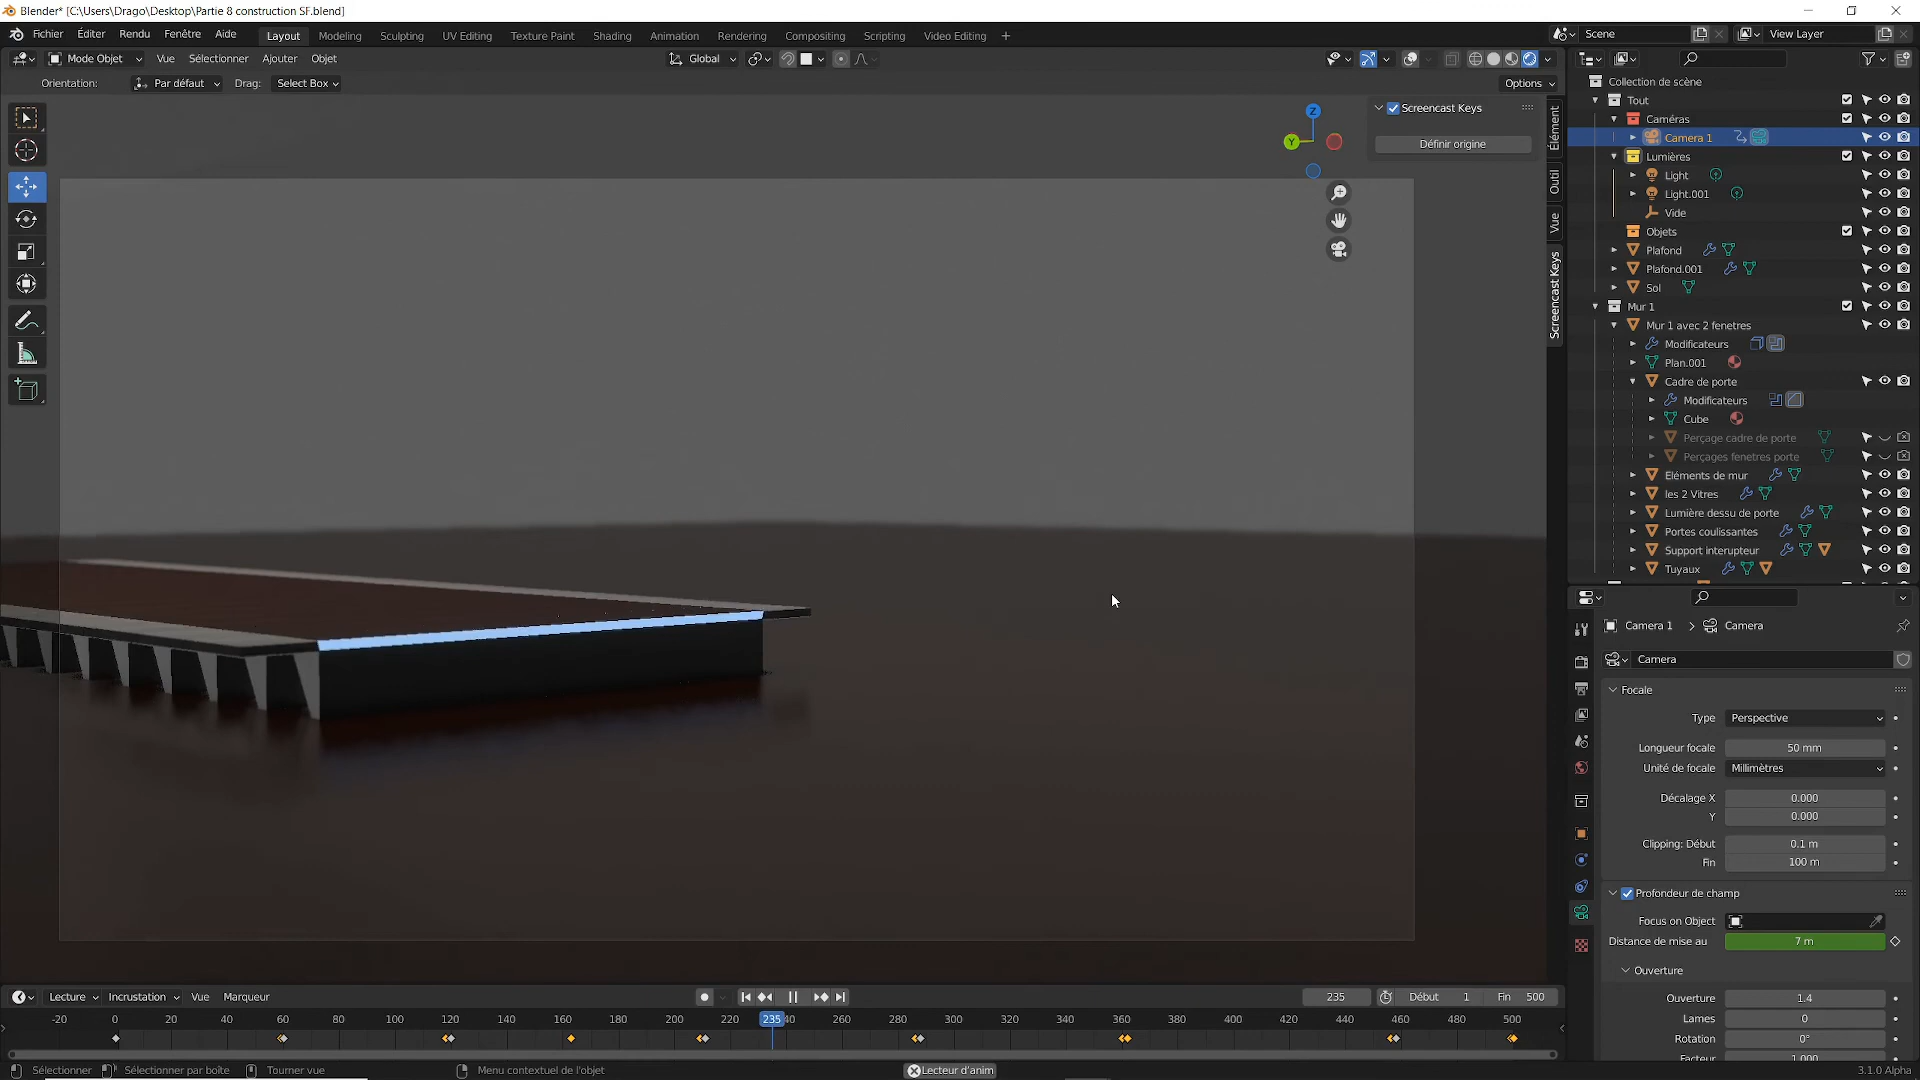 Blender* [C:\Users\Drago\Desktop\Partie 8 construction SF.blend]
Fichier Éditer Rendu Fenêtre Aide Layout Modeling Sculpting UV Editing Texture Paint Shading Animation Rendering Compositing Scripting Video Editing + Scene View Layer
Mode Objet Vue Sélectionner Ajouter Objet Global
Orientation: Par défaut Drag: Select Box Options
Screencast Keys
Définir origine
Z
Y
Élément
Outil
Vue
Screencast Keys
Collection de scène
Tout
Caméras
Camera 1
Lumières
Light
Light.001
Vide
Objets
Plafond
Plafond.001
Sol
Mur 1
Mur 1 avec 2 fenetres
Modificateurs
Plan.001
Cadre de porte
Modificateurs
Cube
Perçage cadre de porte
Perçages fenetres porte
Eléments de mur
les 2 Vitres
Lumière dessu de porte
Portes coulissantes
Support interupteur
Tuyaux
Camera 1 > Camera
Camera
Focale
Type Perspective
Longueur focale 50 mm
Unité de focale Millimètres
Décalage X 0.000
Y 0.000
Clipping: Début 0.1 m
Fin 100 m
Profondeur de champ
Focus on Object
Distance de mise au 7 m
Ouverture
Ouverture 1.4
Lames 0
Rotation 0°
Facteur 1.000
Lecture Incrustation Vue Marqueur 235 Début 1 Fin 500
-20 0 20 40 60 80 100 120 140 160 180 200 220 235 40 260 280 300 320 340 360 380 400 420 440 460 480 500
Sélectionner Sélectionner par boîte Tourner vue Menu contextuel de l'objet Lecteur d'anim 3.1.0 Alpha